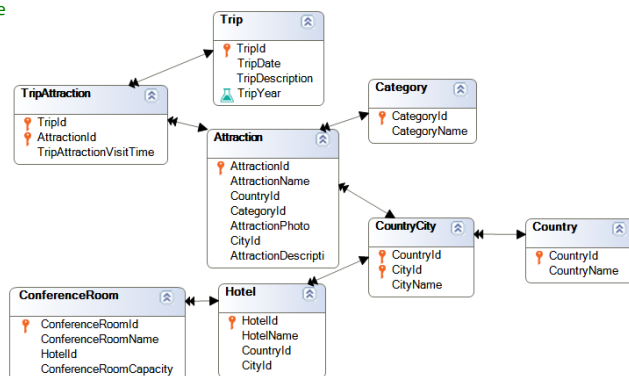 e
Trip
TripId
TripDate
TripDescription
TripYear
TripAttraction
TripId
AttractionId
TripAttractionVisitTime
Category
CategoryId
CategoryName
Attraction
AttractionId
AttractionName
CountryId
CategoryId
AttractionPhoto
CityId
AttractionDescripti
CountryCity
CountryId
CityId
CityName
Country
CountryId
CountryName
ConferenceRoom
ConferenceRoomId
ConferenceRoomName
HotelId
ConferenceRoomCapacity
Hotel
HotelId
HotelName
CountryId
CityId